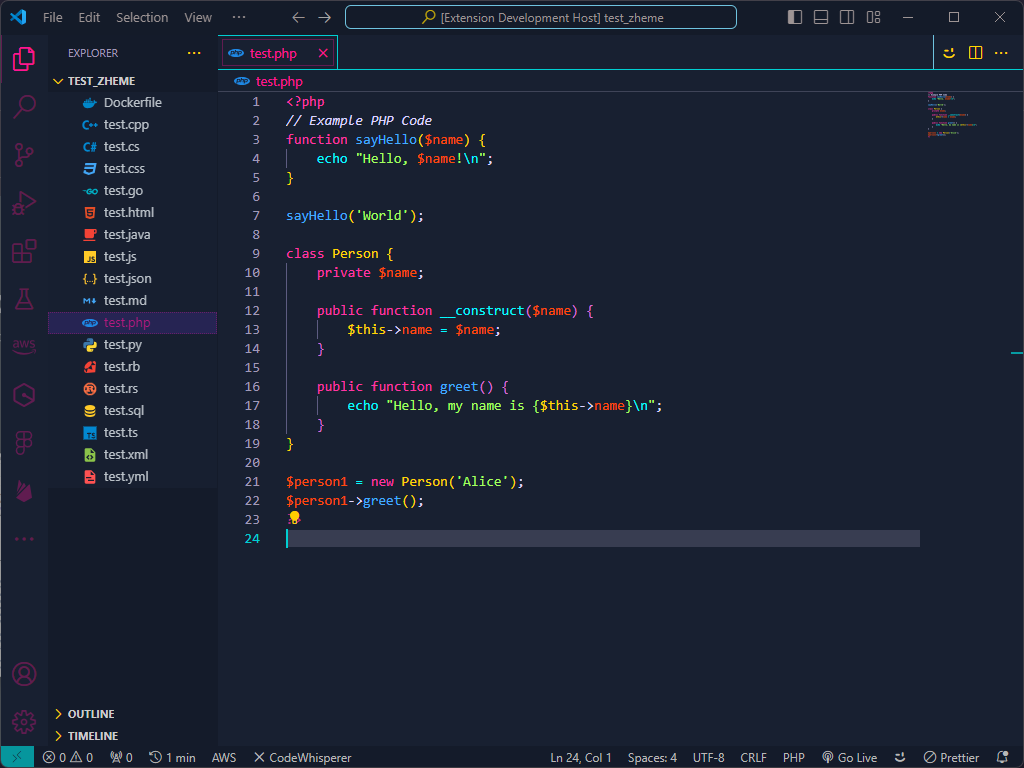 File Edit Selection View ··· [Extension Development Host] test_zheme
EXPLORER ···
TEST_ZHEME
Dockerfile
test.cpp
test.cs
test.css
test.go
test.html
test.java
test.js
test.json
test.md
test.php
test.py
test.rb
test.rs
test.sql
test.ts
test.xml
test.yml
OUTLINE
TIMELINE
aws
php test.php
php test.php
1 <?php
2 // Example PHP Code
3 function sayHello($name) {
4     echo "Hello, $name!\n";
5 }
6
7 sayHello('World');
8
9 class Person {
10     private $name;
11
12     public function __construct($name) {
13         $this->name = $name;
14     }
15
16     public function greet() {
17         echo "Hello, my name is {$this->name}\n";
18     }
19 }
20
21 $person1 = new Person('Alice');
22 $person1->greet();
23
24
0 0 0 1 min AWS CodeWhisperer Ln 24, Col 1 Spaces: 4 UTF-8 CRLF PHP Go Live Prettier